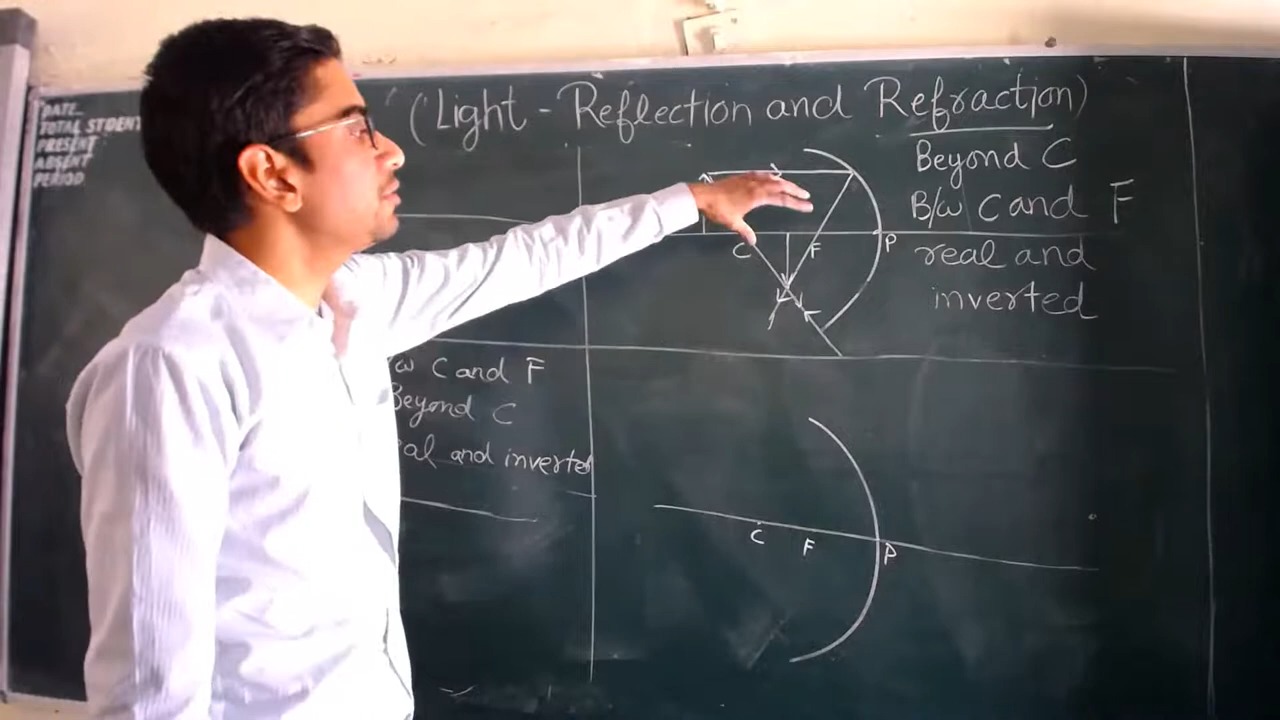 DATE
TOTAL STUDENT
PRESENT
ABSENT
PERIOD
(Light - Reflection and Refraction)
Beyond C
B/w C and F
real and
inverted
C F P
C and F
Beyond C
and inverted
C F P